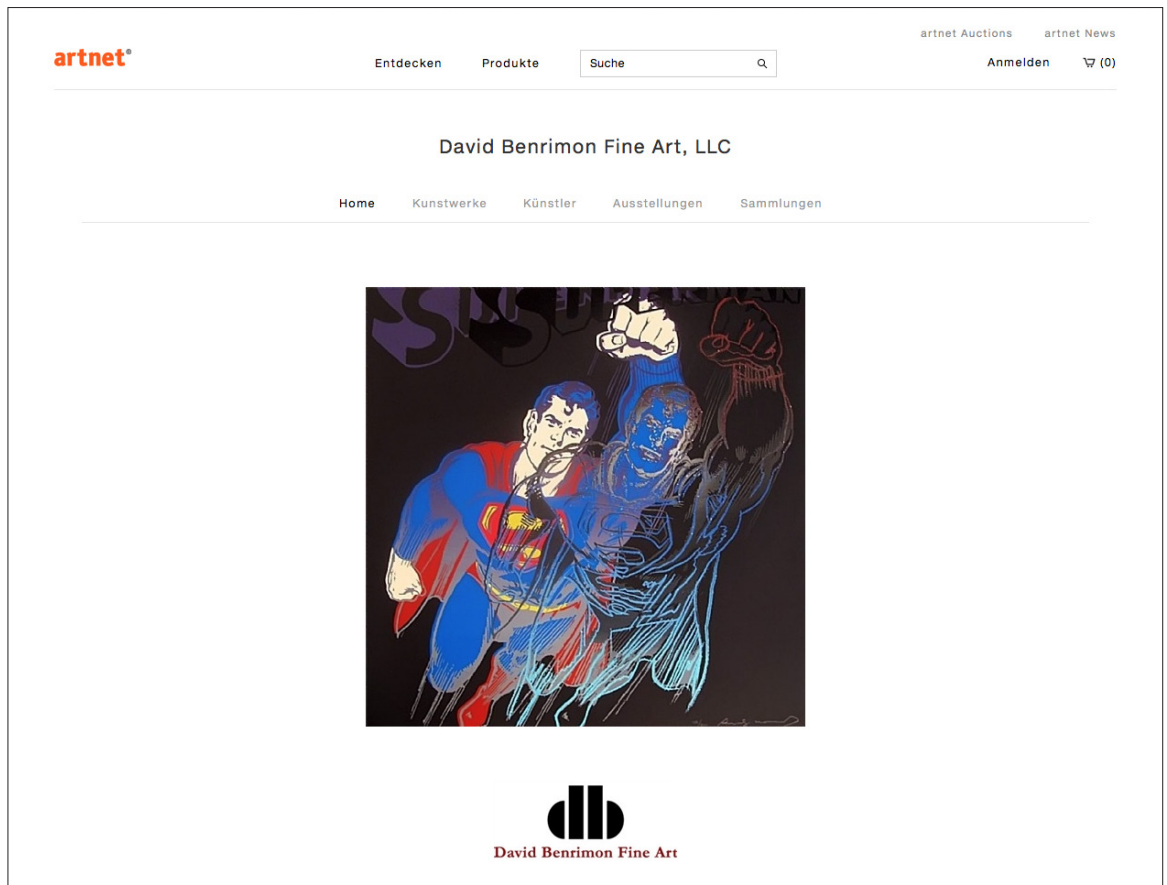 artnet Auctions artnet News
artnet®
Entdecken Produkte Suche Anmelden (0)
David Benrimon Fine Art, LLC
Home Kunstwerke Künstler Ausstellungen Sammlungen
David Benrimon Fine Art